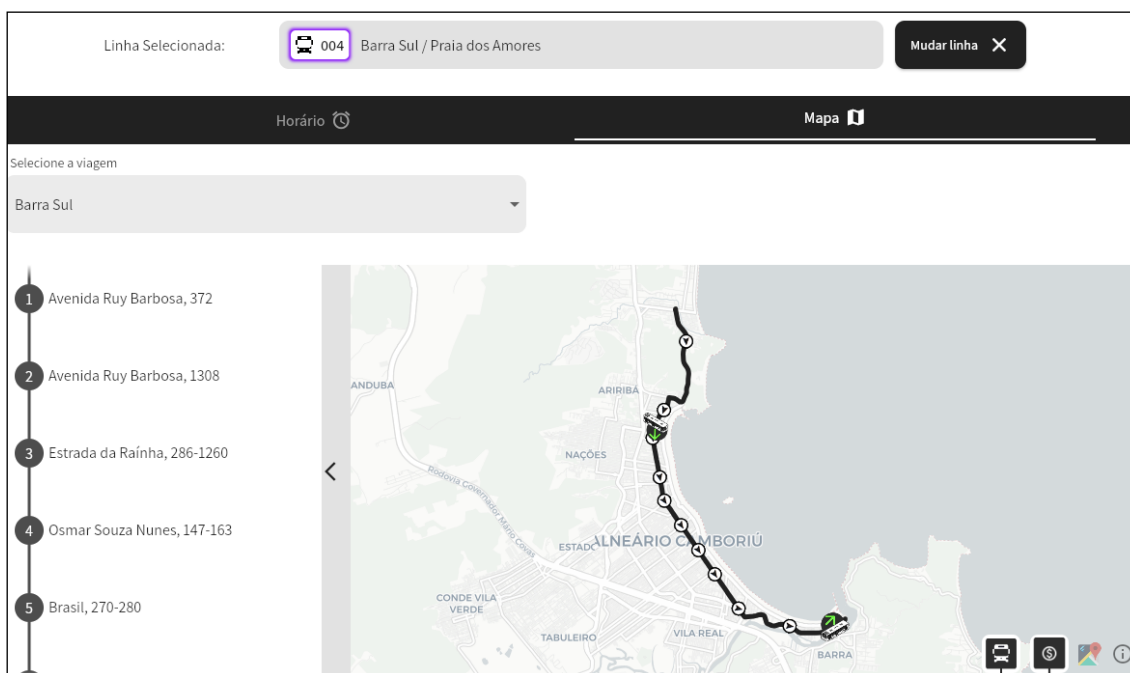 Linha Selecionada:
004 Barra Sul / Praia dos Amores
Mudar linha
Horário
Mapa
Selecione a viagem
Barra Sul
1 Avenida Ruy Barbosa, 372
2 Avenida Ruy Barbosa, 1308
3 Estrada da Raínha, 286-1260
4 Osmar Souza Nunes, 147-163
5 Brasil, 270-280
ANDUBA
ARIRIBÁ
NAÇÕES
Rodovia Governador Mário Covas
ESTADO
ALNEÁRIO CAMBORIÚ
CONDE VILA
VERDE
TABULEIRO
VILA REAL
BARRA